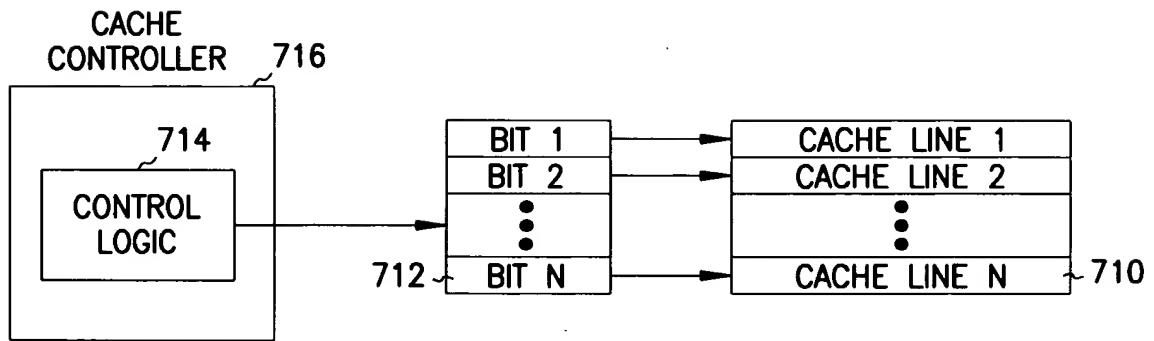 CACHE
CONTROLLER
716
714
CONTROL
LOGIC
BIT 1
BIT 2
712
BIT N
CACHE LINE 1
CACHE LINE 2
CACHE LINE N
710